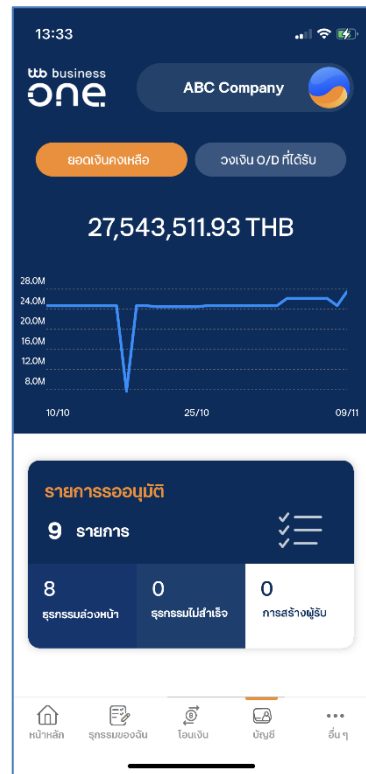 13:33
ttb business
one
ABC Company
ยอดเงินคงเหลือ
วงเงิน O/D ที่ได้รับ
27,543,511.93 THB
28.0M
24.0M
20.0M
16.0M
12.0M
8.0M
10/10 25/10 09/11
รายการรออนุมัติ
9 รายการ
8 0 0
ธุรกรรมล่วงหน้า ธุรกรรมไม่สำเร็จ การสร้างผู้รับ
หน้าหลัก ธุรกรรมของฉัน โอนเงิน บัญชี อื่น ๆ